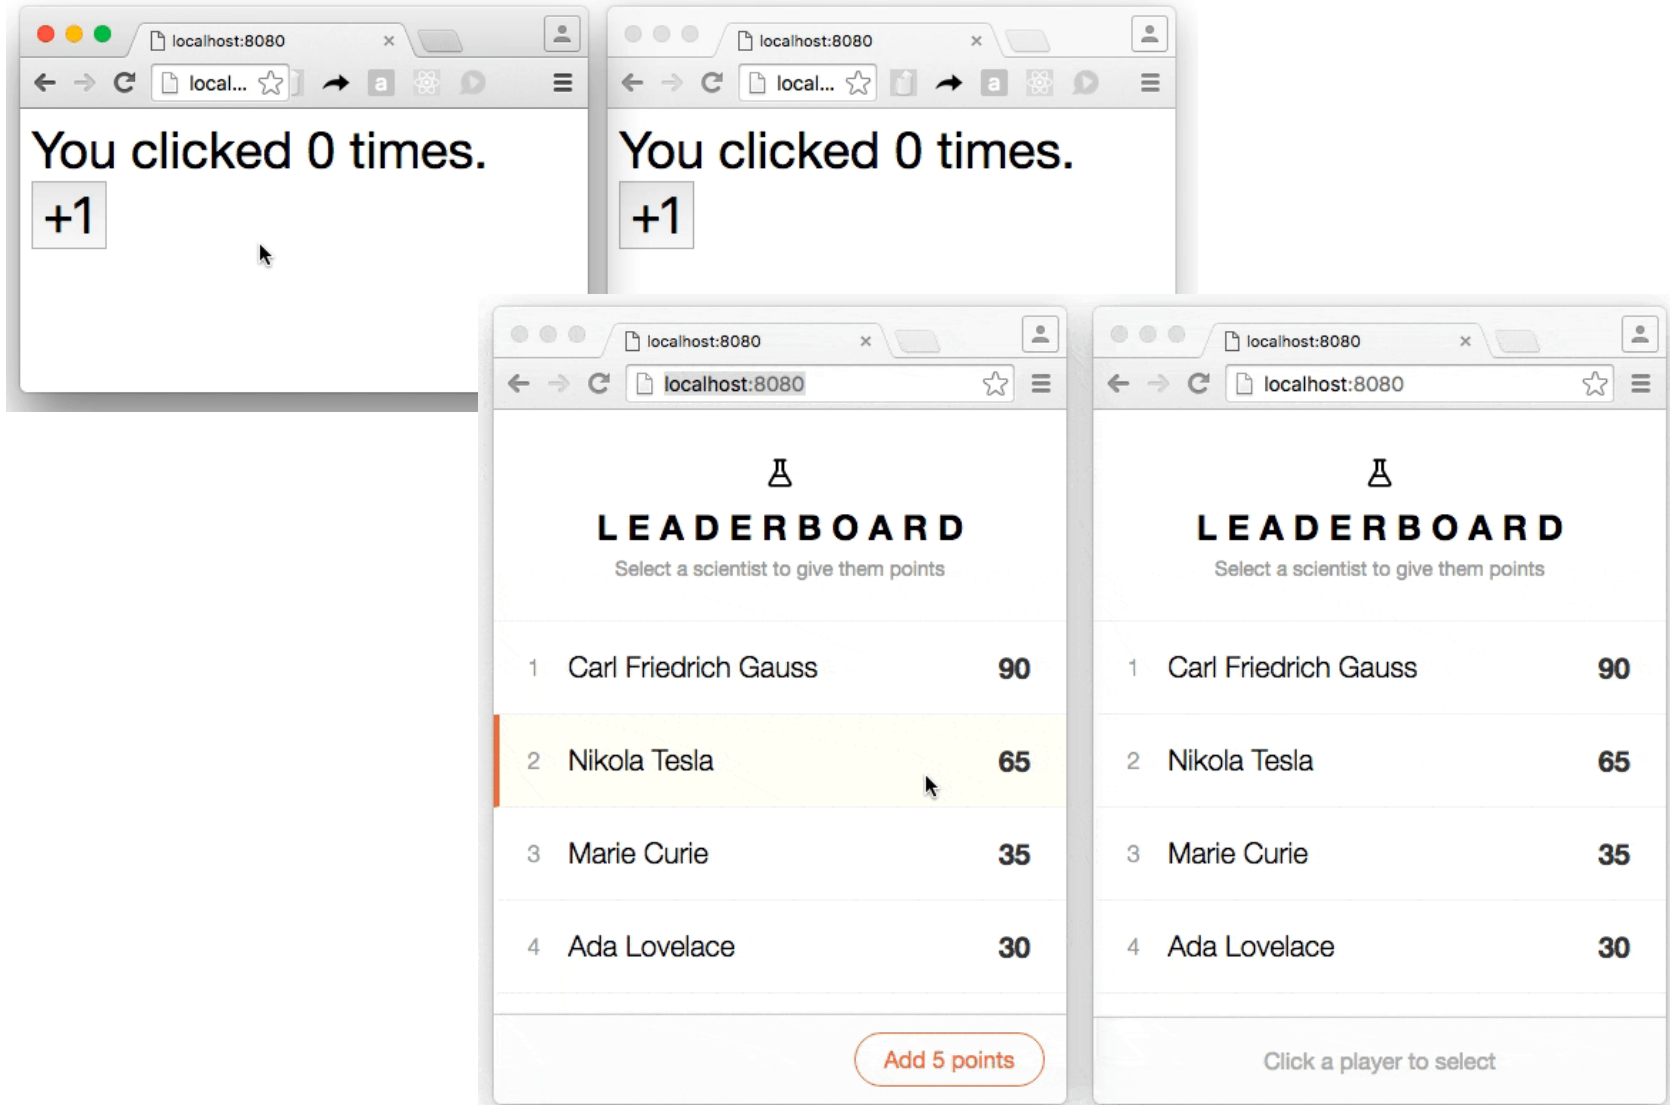 localhost:8080
local...
a
You clicked 0 times.
+1
localhost:8080
local...
a
You clicked 0 times.
+1
localhost:8080
localhost:8080
LEADERBOARD
Select a scientist to give them points
1 Carl Friedrich Gauss 90
2 Nikola Tesla 65
3 Marie Curie 35
4 Ada Lovelace 30
Add 5 points
localhost:8080
localhost:8080
LEADERBOARD
Select a scientist to give them points
1 Carl Friedrich Gauss 90
2 Nikola Tesla 65
3 Marie Curie 35
4 Ada Lovelace 30
Click a player to select